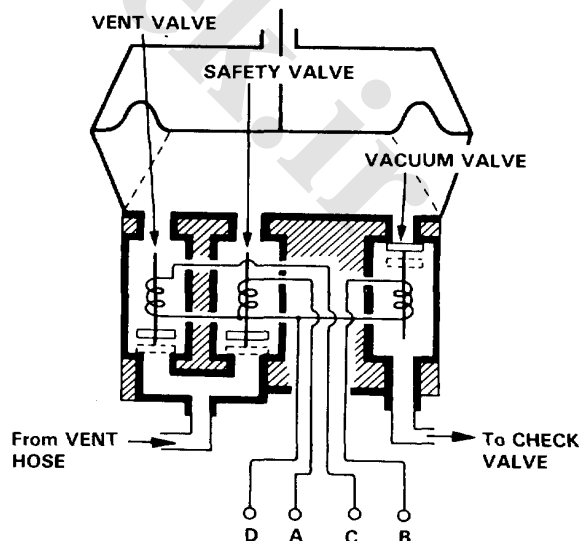 VENT VALVE
SAFETY VALVE
VACUUM VALVE
From VENT
HOSE
To CHECK
VALVE
D A C B